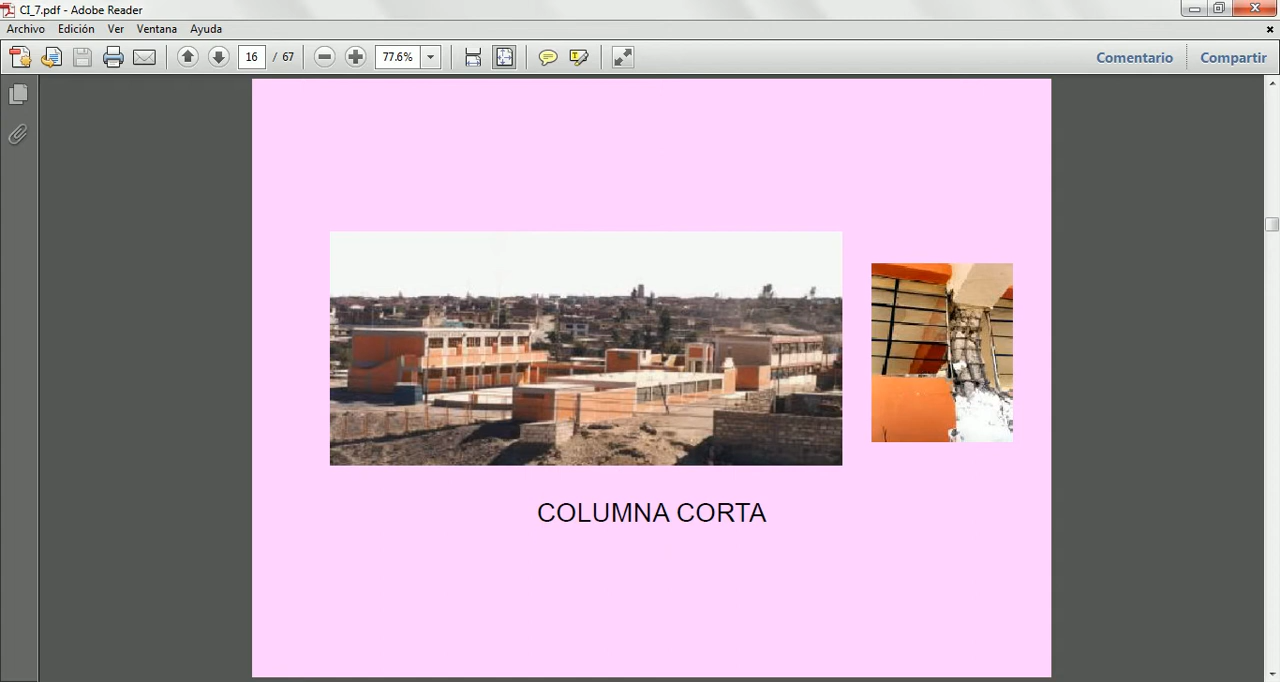 CI_7.pdf - Adobe Reader
Archivo Edición Ver Ventana Ayuda
16 / 67 77.6% Comentario Compartir
COLUMNA CORTA